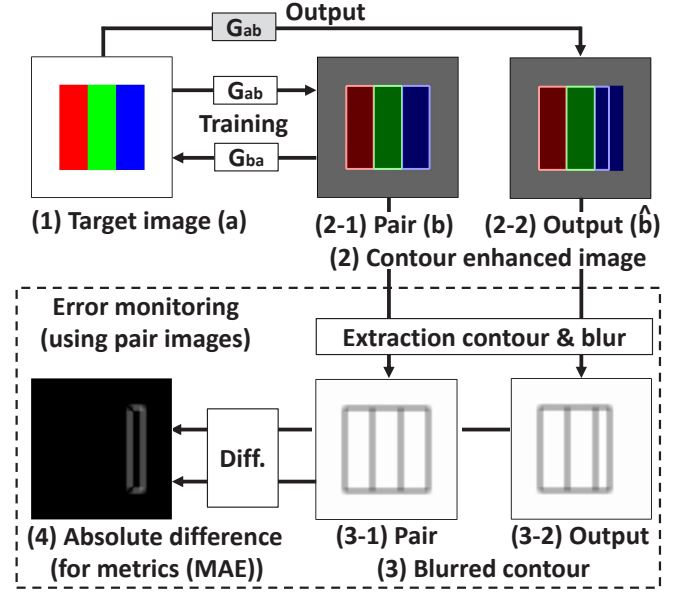 Output
Gab
Gab
Training
Gba
(1) Target image (a)
(2-1) Pair (b)
(2-2) Output (b̂)
(2) Contour enhanced image
Error monitoring
(using pair images)
Extraction contour & blur
Diff.
(4) Absolute difference
(for metrics (MAE))
(3-1) Pair
(3-2) Output
(3) Blurred contour